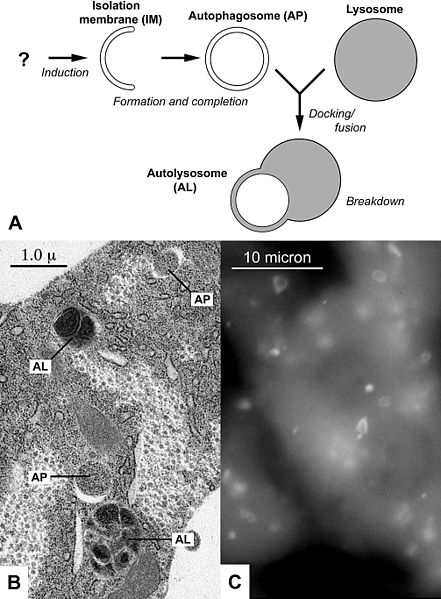 Isolation
membrane (IM)
Autophagosome (AP)
Lysosome
?
Induction
Formation and completion
Docking/
fusion
Autolysosome
(AL)
Breakdown
A
1.0 μ
AP
AL
AP
AL
B
10 micron
C